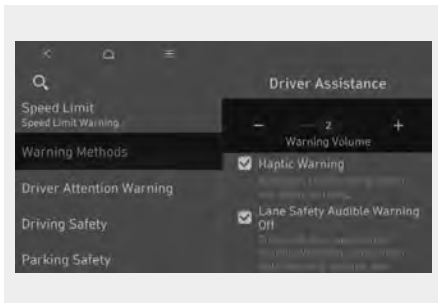 Driver Assistance
Speed Limit
Speed Limit Warning
Warning Methods
Driver Attention Warning
Driving Safety
Parking Safety
− 2 +
Warning Volume
Haptic Warning
Lane Safety Audible Warning
Off